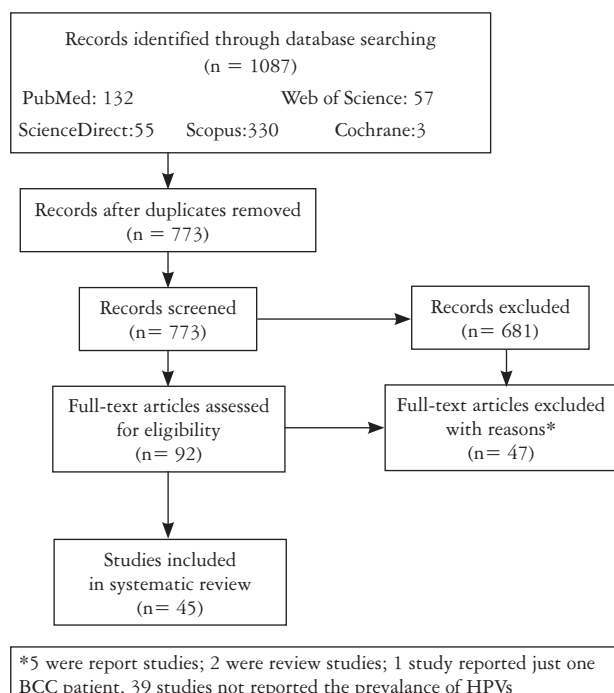 Records identified through database searching
(n = 1087)
PubMed: 132 Web of Science: 57
ScienceDirect:55 Scopus:330 Cochrane:3
Records after duplicates removed
(n = 773)
Records screened
(n= 773)
Records excluded
(n = 681)
Full-text articles assessed
for eligibility
(n = 92)
Full-text articles excluded
with reasons*
(n = 47)
Studies included
in systematic review
(n = 45)
*5 were report studies; 2 were review studies; 1 study reported just one
BCC patient, 39 studies not reported the prevalance of HPVs